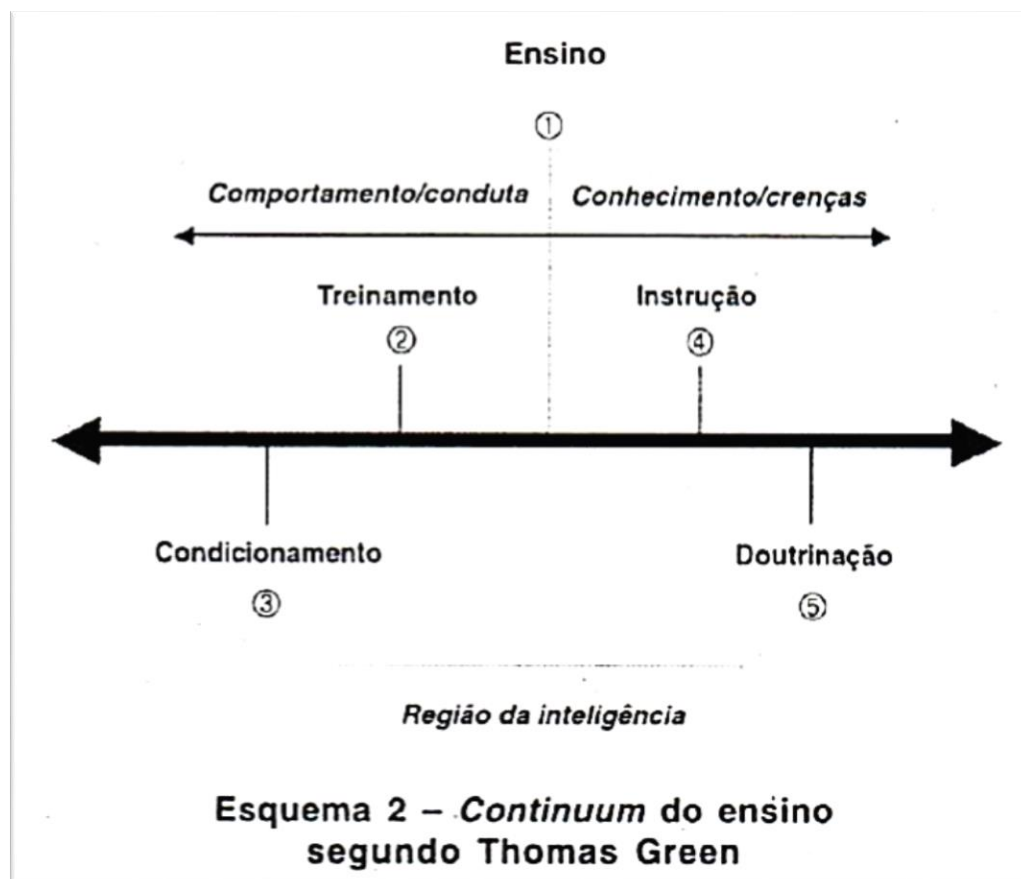 Ensino
①
Comportamento/conduta Conhecimento/crenças
Treinamento Instrução
② ④
Condicionamento Doutrinação
③ ⑤
Região da inteligência
Esquema 2 – Continuum do ensino
segundo Thomas Green